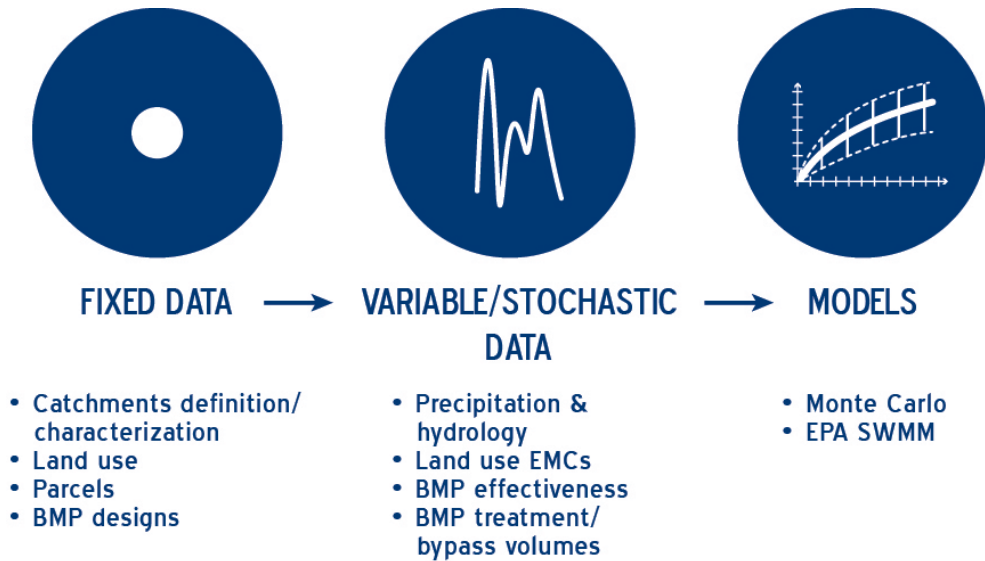 FIXED DATA
VARIABLE/STOCHASTIC
DATA
MODELS
• Catchments definition/
characterization
• Land use
• Parcels
• BMP designs
• Precipitation &
hydrology
• Land use EMCs
• BMP effectiveness
• BMP treatment/
bypass volumes
• Monte Carlo
• EPA SWMM